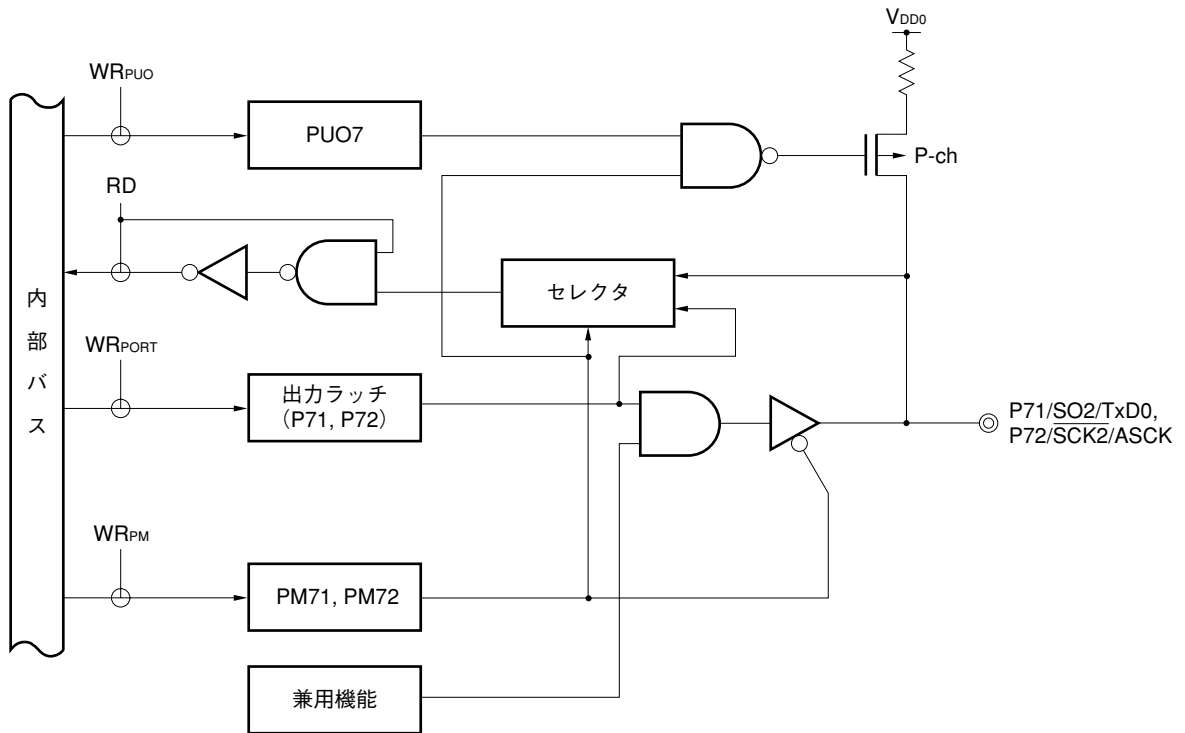 VDD0
WRPUO
PUO7
P-ch
RD
セレクタ
内部バス
WRPORT
出力ラッチ
(P71, P72)
P71/SO2/TxD0,
P72/SCK2/ASCK
WRPM
PM71, PM72
兼用機能